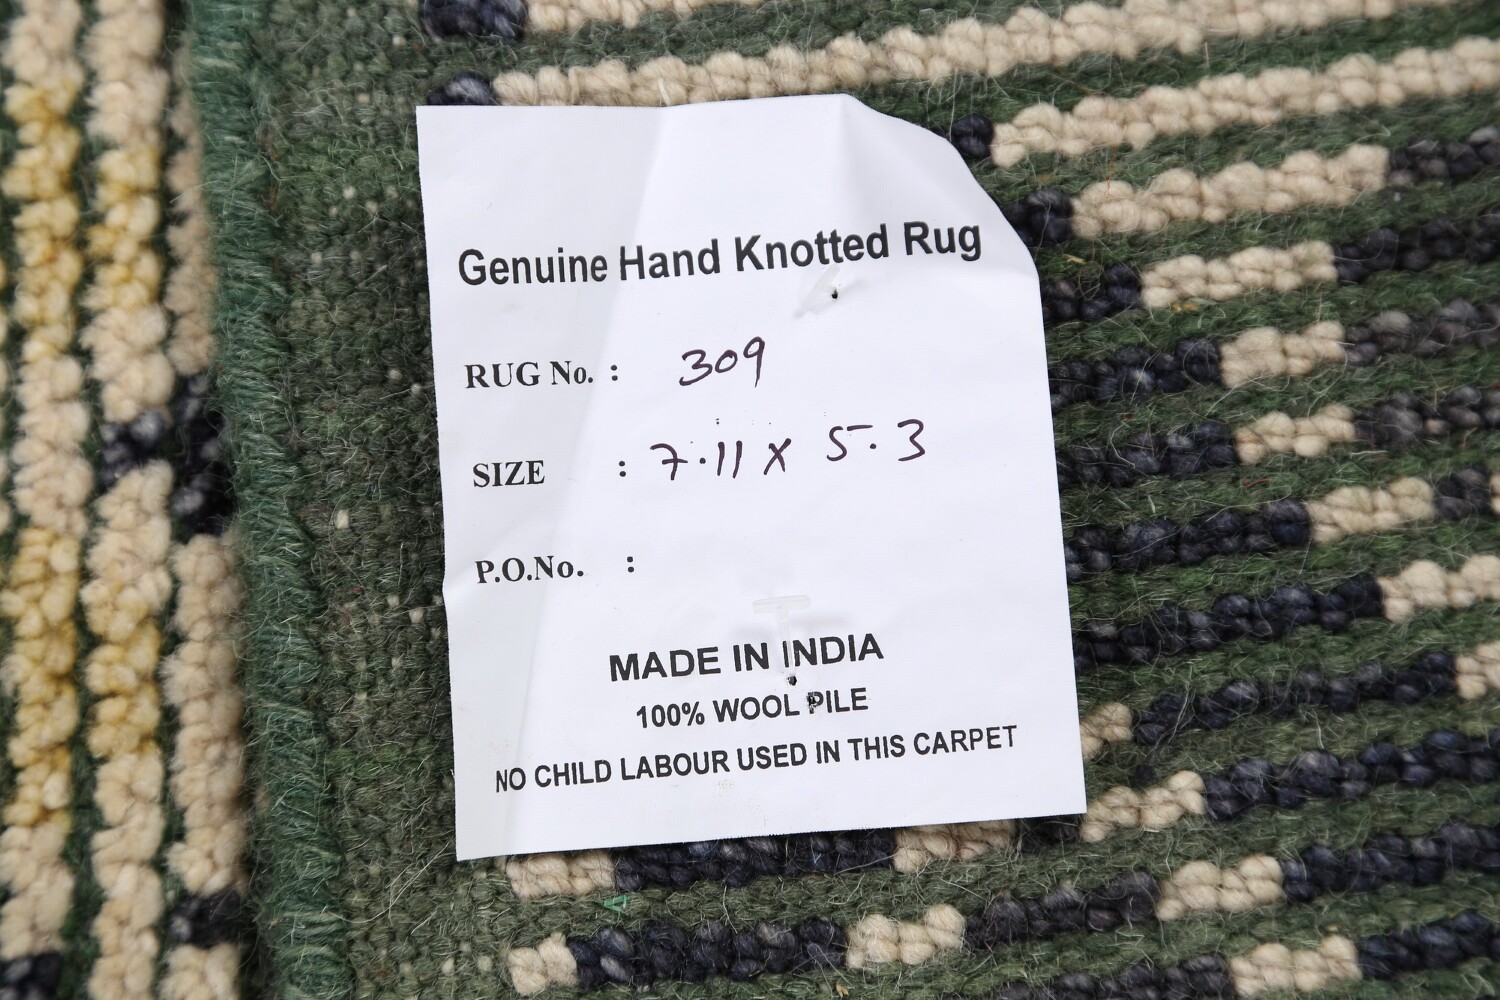 Genuine Hand Knotted Rug
RUG No. : 309
SIZE : 7.11 x 5.3
P.O.No. :
MADE IN INDIA
100% WOOL PILE
NO CHILD LABOUR USED IN THIS CARPET